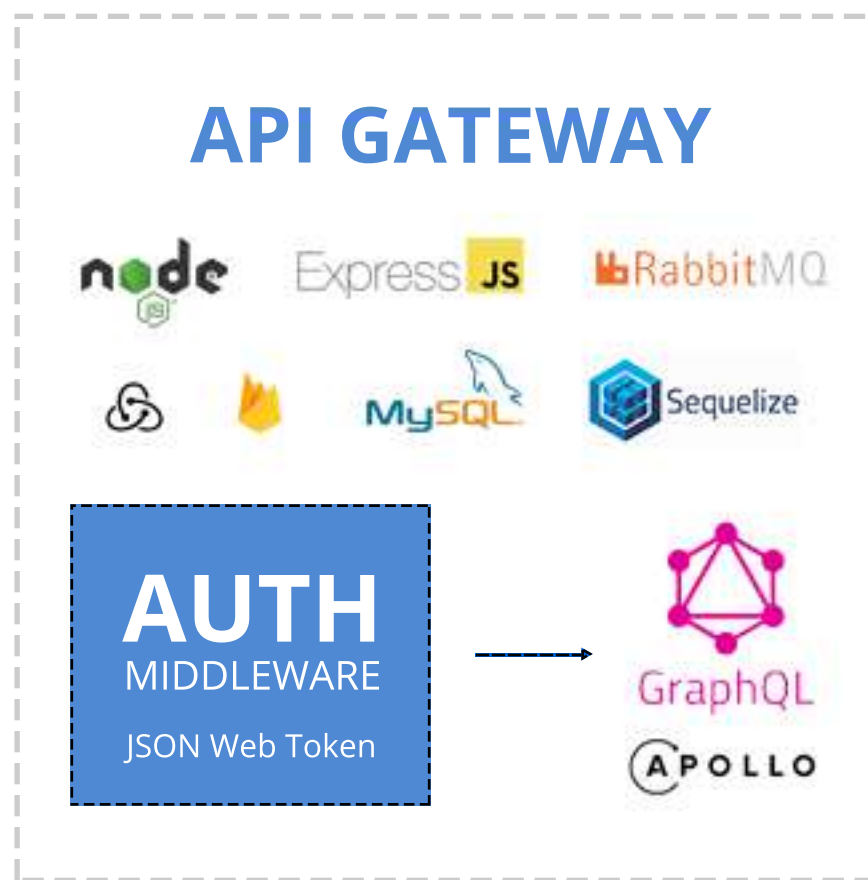 API GATEWAY
node
JS
Express JS
RabbitMQ
MySQL
Sequelize
AUTH
MIDDLEWARE
JSON Web Token
GraphQL
APOLLO